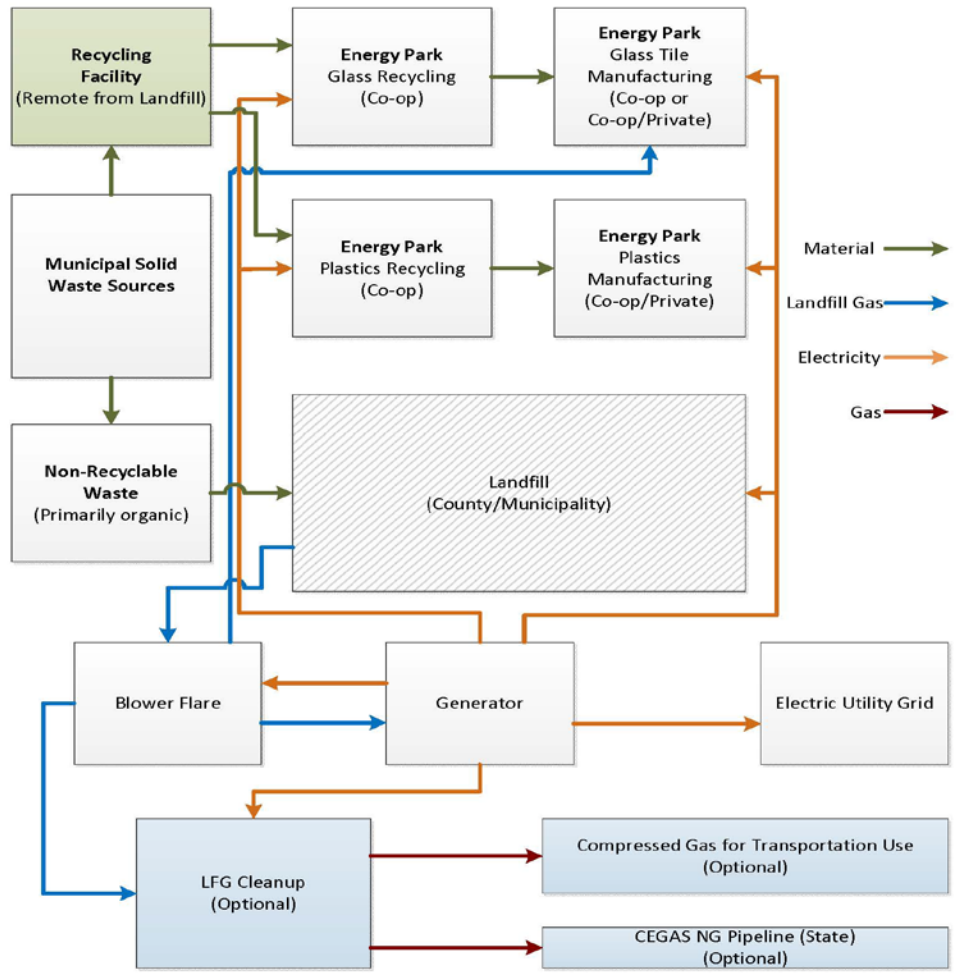 Recycling
Facility
(Remote from Landfill)
Energy Park
Glass Recycling
(Co-op)
Energy Park
Glass Tile
Manufacturing
(Co-op or
Co-op/Private)
Municipal Solid
Waste Sources
Energy Park
Plastics Recycling
(Co-op)
Energy Park
Plastics
Manufacturing
(Co-op/Private)
Material
Landfill Gas
Electricity
Gas
Non-Recyclable
Waste
(Primarily organic)
Landfill
(County/Municipality)
Blower Flare
Generator
Electric Utility Grid
LFG Cleanup
(Optional)
Compressed Gas for Transportation Use
(Optional)
CEGAS NG Pipeline (State)
(Optional)